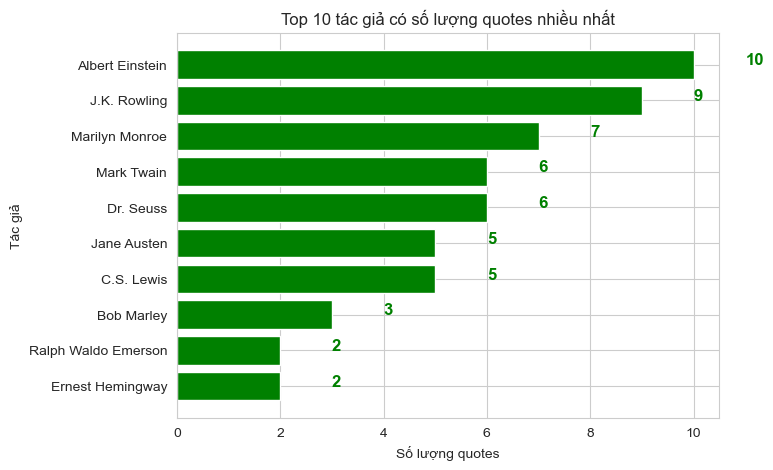 Top 10 tác giả có số lượng quotes nhiều nhất
Albert Einstein 10
J.K. Rowling 9
Marilyn Monroe 7
Mark Twain 6
Dr. Seuss 6
Jane Austen 5
C.S. Lewis 5
Bob Marley 3
Ralph Waldo Emerson 2
Ernest Hemingway 2
Tác giả
0 2 4 6 8 10
Số lượng quotes